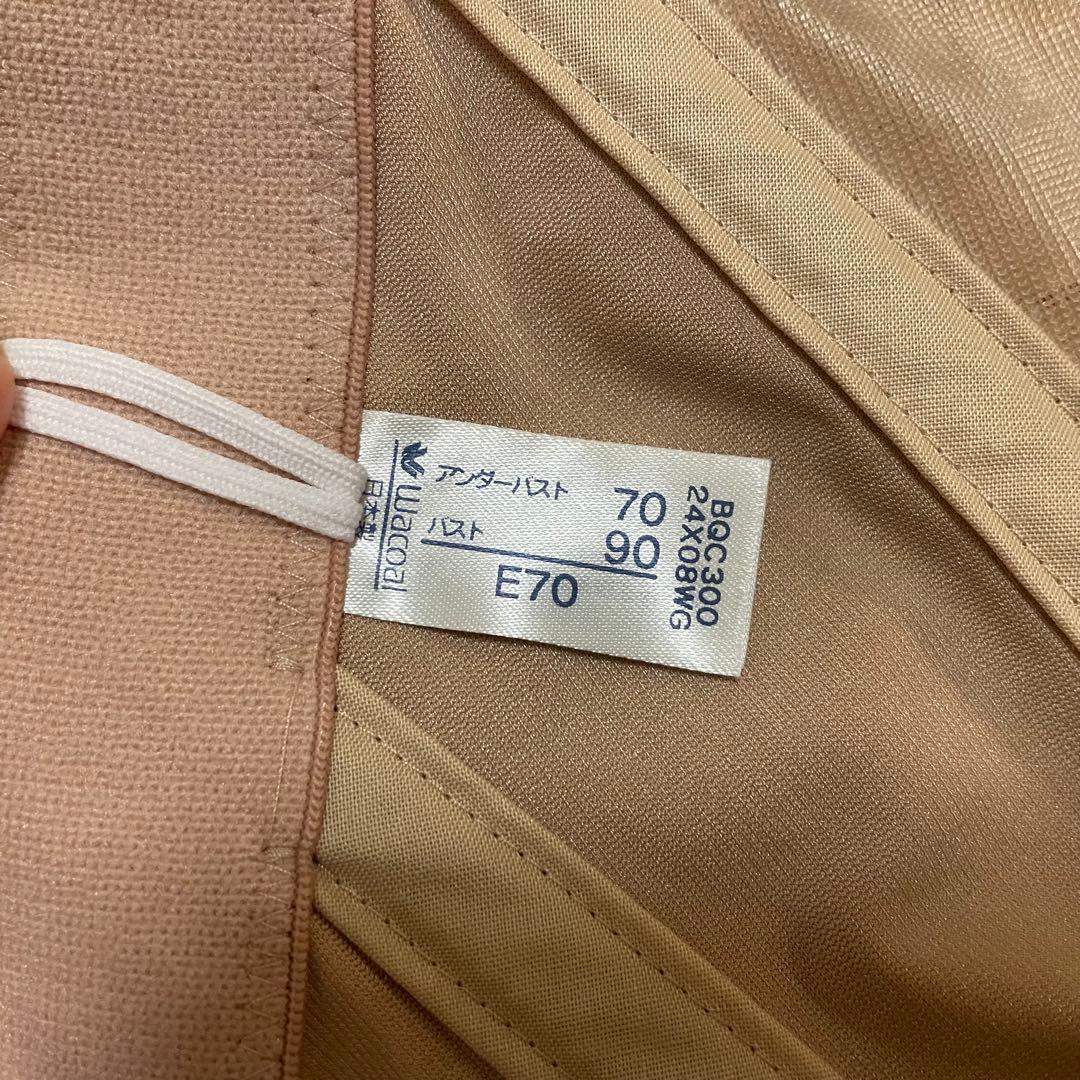 アンダーバスト 70
バスト 90
E70
Wacoal
日本製
BQC300
24X08WG